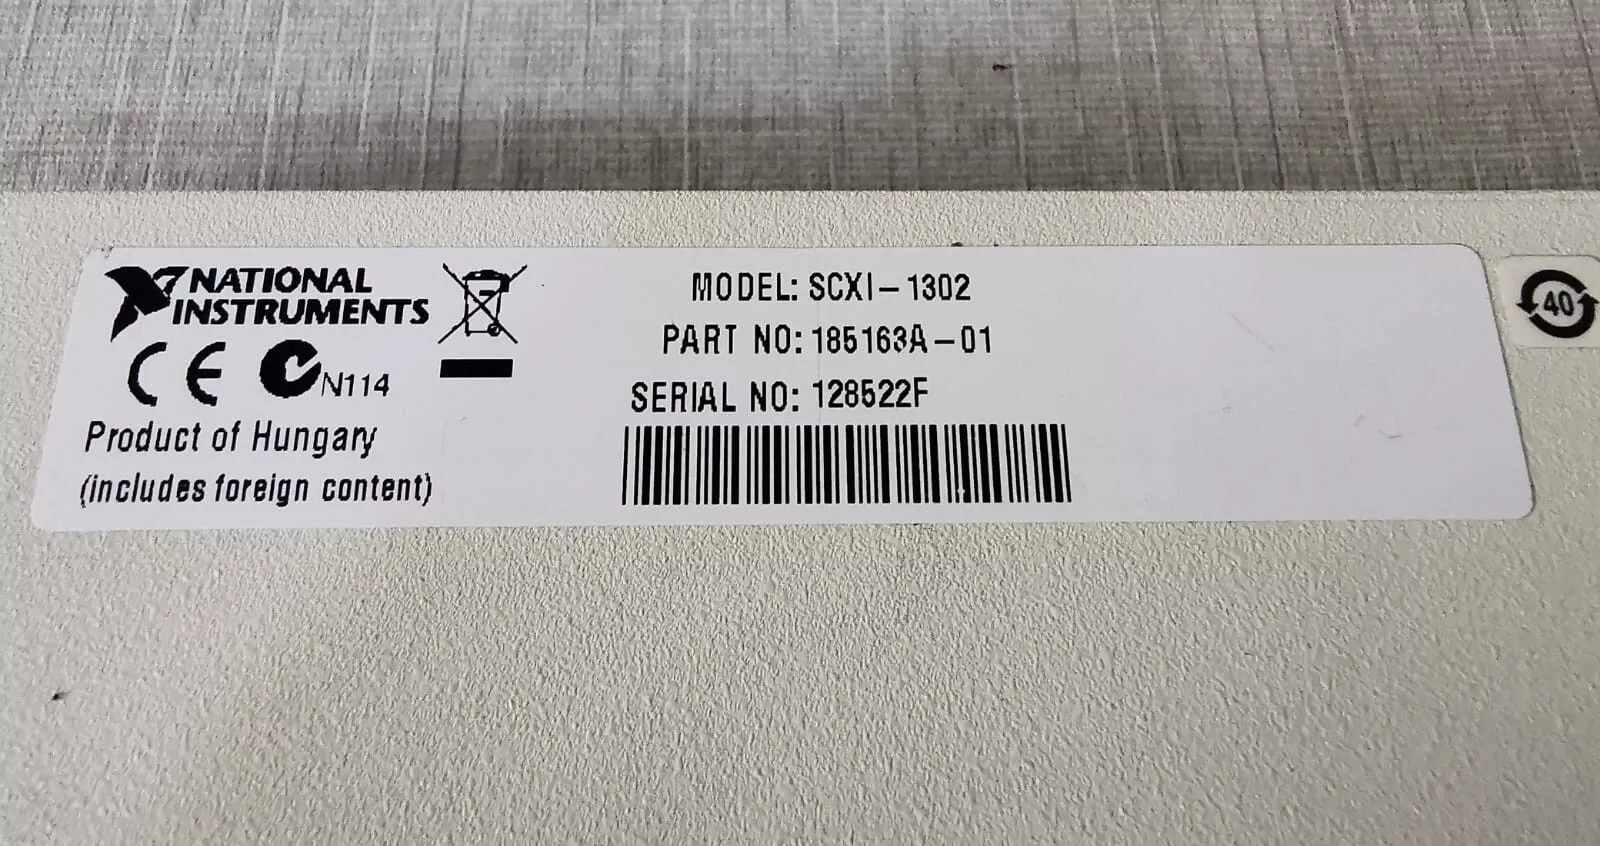 NATIONAL
INSTRUMENTS
CE
N114
Product of Hungary
(includes foreign content)
MODEL: SCXI-1302
PART NO: 185163A-01
SERIAL NO: 128522F
40